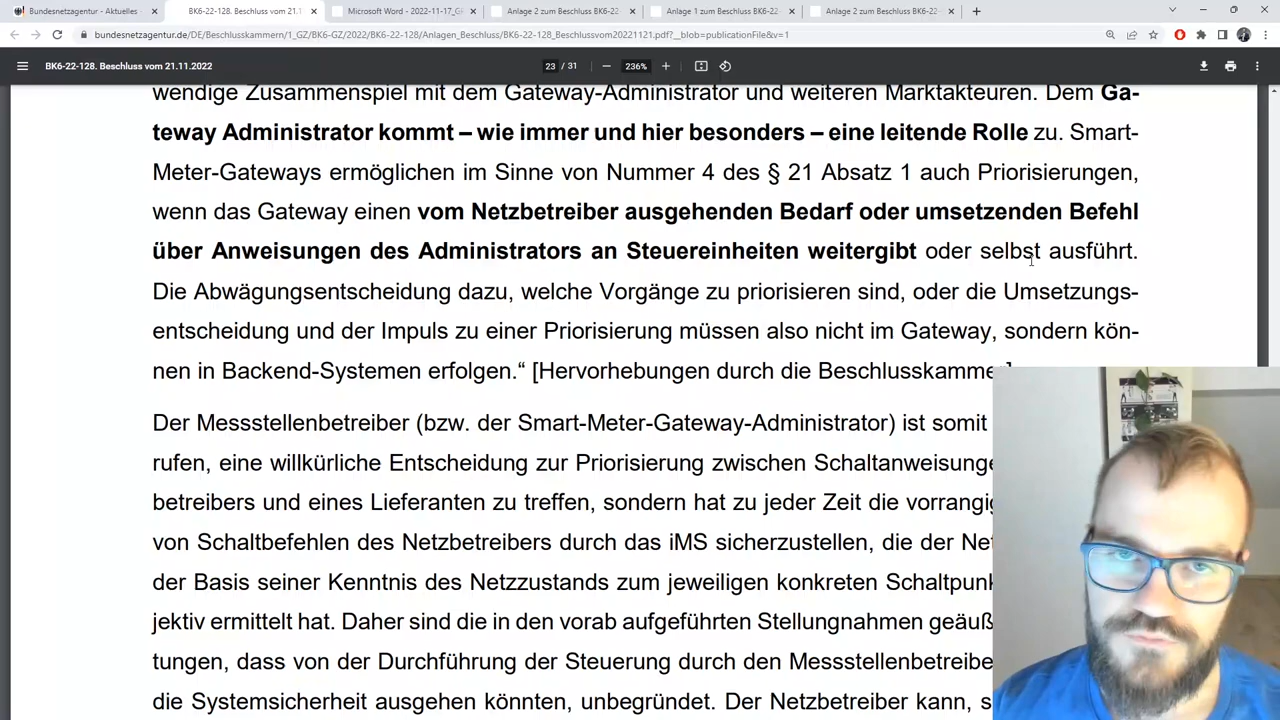 Bundesnetzagentur - Aktuelles
BK6-22-128. Beschluss vom 21.1
Microsoft Word - 2022-11-17_GI
Anlage 2 zum Beschluss BK6-22-
Anlage 1 zum Beschluss BK6-22-
Anlage 2 zum Beschluss BK6-22-
bundesnetzagentur.de/DE/Beschlusskammern/1_GZ/BK6-GZ/2022/BK6-22-128/Anlagen_Beschluss/BK6-22-128_Beschlussvom20221121.pdf?__blob=publicationFile&v=1
BK6-22-128. Beschluss vom 21.11.2022
23 / 31
236%
wendige Zusammenspiel mit dem Gateway-Administrator und weiteren Marktakteuren. Dem Ga-
teway Administrator kommt – wie immer und hier besonders – eine leitende Rolle zu. Smart-
Meter-Gateways ermöglichen im Sinne von Nummer 4 des § 21 Absatz 1 auch Priorisierungen,
wenn das Gateway einen vom Netzbetreiber ausgehenden Bedarf oder umsetzenden Befehl
über Anweisungen des Administrators an Steuereinheiten weitergibt oder selbst ausführt.
Die Abwägungsentscheidung dazu, welche Vorgänge zu priorisieren sind, oder die Umsetzungs-
entscheidung und der Impuls zu einer Priorisierung müssen also nicht im Gateway, sondern kön-
nen in Backend-Systemen erfolgen.“ [Hervorhebungen durch die Beschlusskammer]
Der Messstellenbetreiber (bzw. der Smart-Meter-Gateway-Administrator) ist somit
rufen, eine willkürliche Entscheidung zur Priorisierung zwischen Schaltanweisunge
betreibers und eines Lieferanten zu treffen, sondern hat zu jeder Zeit die vorrangig
von Schaltbefehlen des Netzbetreibers durch das iMS sicherzustellen, die der Net
der Basis seiner Kenntnis des Netzzustands zum jeweiligen konkreten Schaltpunk
jektiv ermittelt hat. Daher sind die in den vorab aufgeführten Stellungnahmen geäuß
tungen, dass von der Durchführung der Steuerung durch den Messstellenbetreibe
die Systemsicherheit ausgehen könnten, unbegründet. Der Netzbetreiber kann, s